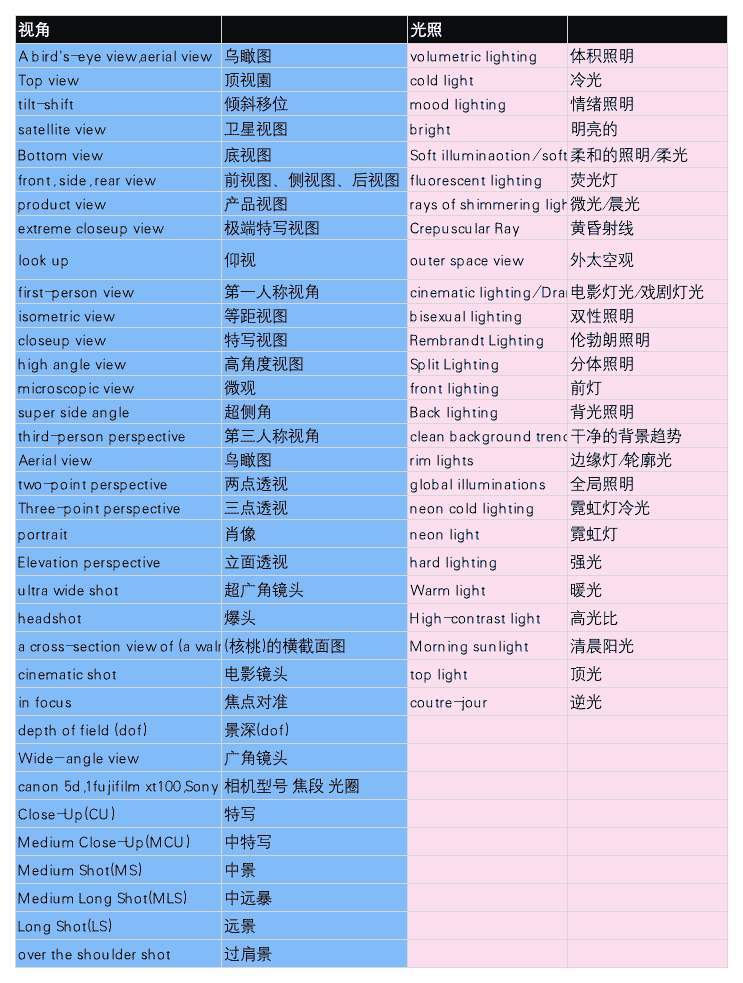 视角 光照
A bird's-eye view,aerial view 乌瞰图 volumetric lighting 体积照明
Top view 顶视園 cold light 冷光
tilt-shift 倾斜移位 mood lighting 情绪照明
satellite view 卫星视图 bright 明亮的
Bottom view 底视图 Soft illuminaotion/soft 柔和的照明/柔光
front,side,rear view 前视图、侧视图、后视图 fluorescent lighting 荧光灯
product view 产品视图 rays of shimmering ligh 微光/晨光
extreme closeup view 极端特写视图 Crepuscular Ray 黄昏射线
look up 仰视 outer space view 外太空观
first-person view 第一人称视角 cinematic lighting/Dra 电影灯光/戏剧灯光
isometric view 等距视图 bisexual lighting 双性照明
closeup view 特写视图 Rembrandt Lighting 伦勃朗照明
high angle view 高角度视图 Split Lighting 分体照明
microscopic view 微观 front lighting 前灯
super side angle 超侧角 Back lighting 背光照明
third-person perspective 第三人称视角 clean background trend 干净的背景趋势
Aerial view 鸟瞰图 rim lights 边缘灯/轮廓光
two-point perspective 两点透视 global illuminations 全局照明
Three-point perspective 三点透视 neon cold lighting 霓虹灯冷光
portrait 肖像 neon light 霓虹灯
Elevation perspective 立面透视 hard lighting 强光
ultra wide shot 超广角镜头 Warm light 暖光
headshot 爆头 High-contrast light 高光比
a cross-section view of (a waln (核桃)的横截面图 Morning sunlight 清晨阳光
cinematic shot 电影镜头 top light 顶光
in focus 焦点对准 coutre-jour 逆光
depth of field (dof) 景深(dof)
Wide-angle view 广角镜头
canon 5d,1fujifilm xt100,Sony 相机型号 焦段 光圈
Close-Up(CU) 特写
Medium Close-Up(MCU) 中特写
Medium Shot(MS) 中景
Medium Long Shot(MLS) 中远暴
Long Shot(LS) 远景
over the shoulder shot 过肩景